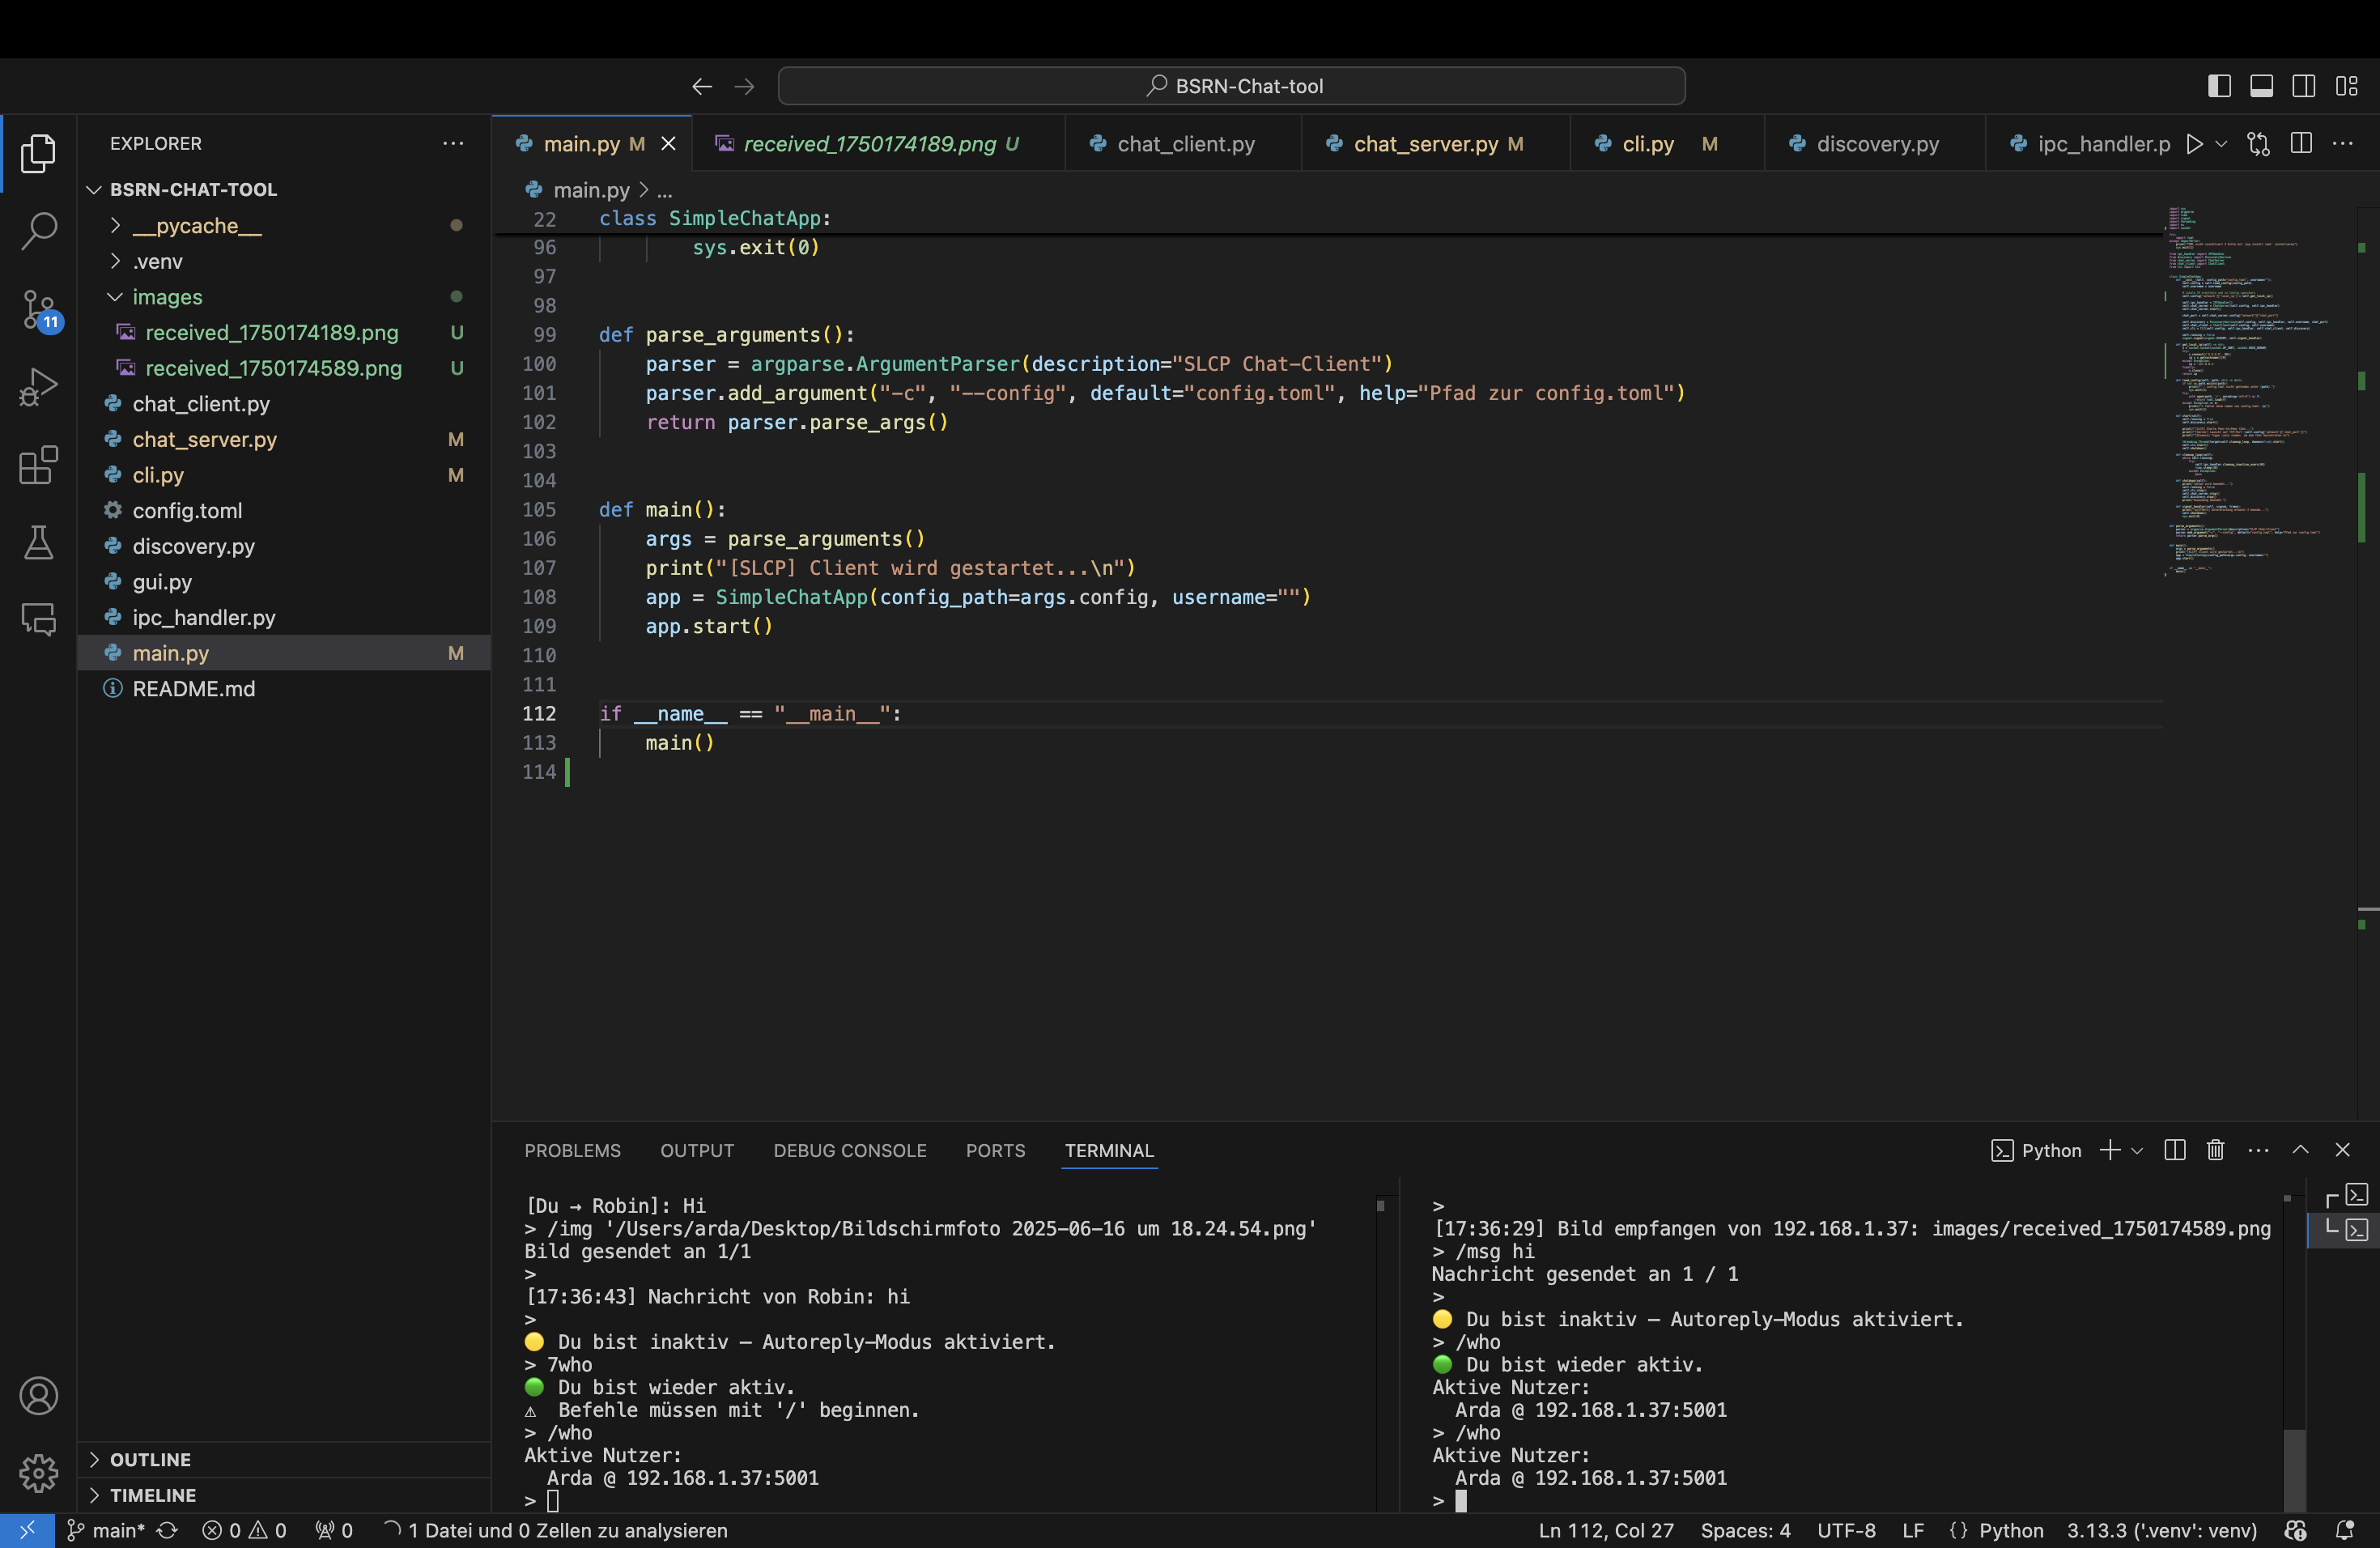 BSRN-Chat-tool
EXPLORER
main.py M
received_1750174189.png U
chat_client.py
chat_server.py M
cli.py M
discovery.py
ipc_handler.p
BSRN-CHAT-TOOL
__pycache__
.venv
images
received_1750174189.png U
received_1750174589.png U
chat_client.py
chat_server.py M
cli.py M
config.toml
discovery.py
gui.py
ipc_handler.py
main.py M
README.md
11
OUTLINE
TIMELINE
main.py > ...
22 class SimpleChatApp:
96 sys.exit(0)
97
98
99 def parse_arguments():
100 parser = argparse.ArgumentParser(description="SLCP Chat-Client")
101 parser.add_argument("-c", "--config", default="config.toml", help="Pfad zur config.toml")
102 return parser.parse_args()
103
104
105 def main():
106 args = parse_arguments()
107 print("[SLCP] Client wird gestartet...\n")
108 app = SimpleChatApp(config_path=args.config, username="")
109 app.start()
110
111
112 if __name__ == "__main__":
113 main()
114
PROBLEMS OUTPUT DEBUG CONSOLE PORTS TERMINAL
Python
[Du → Robin]: Hi
> /img '/Users/arda/Desktop/Bildschirmfoto 2025-06-16 um 18.24.54.png'
Bild gesendet an 1/1
>
[17:36:43] Nachricht von Robin: hi
>
🟡 Du bist inaktiv – Autoreply-Modus aktiviert.
> 7who
🟢 Du bist wieder aktiv.
⚠ Befehle müssen mit '/' beginnen.
> /who
Aktive Nutzer:
Arda @ 192.168.1.37:5001
>
>
[17:36:29] Bild empfangen von 192.168.1.37: images/received_1750174589.png
> /msg hi
Nachricht gesendet an 1 / 1
>
🟡 Du bist inaktiv – Autoreply-Modus aktiviert.
> /who
🟢 Du bist wieder aktiv.
Aktive Nutzer:
Arda @ 192.168.1.37:5001
> /who
Aktive Nutzer:
Arda @ 192.168.1.37:5001
>
main* 0 0 0 1 Datei und 0 Zellen zu analysieren
Ln 112, Col 27 Spaces: 4 UTF-8 LF {} Python 3.13.3 ('.venv': venv)